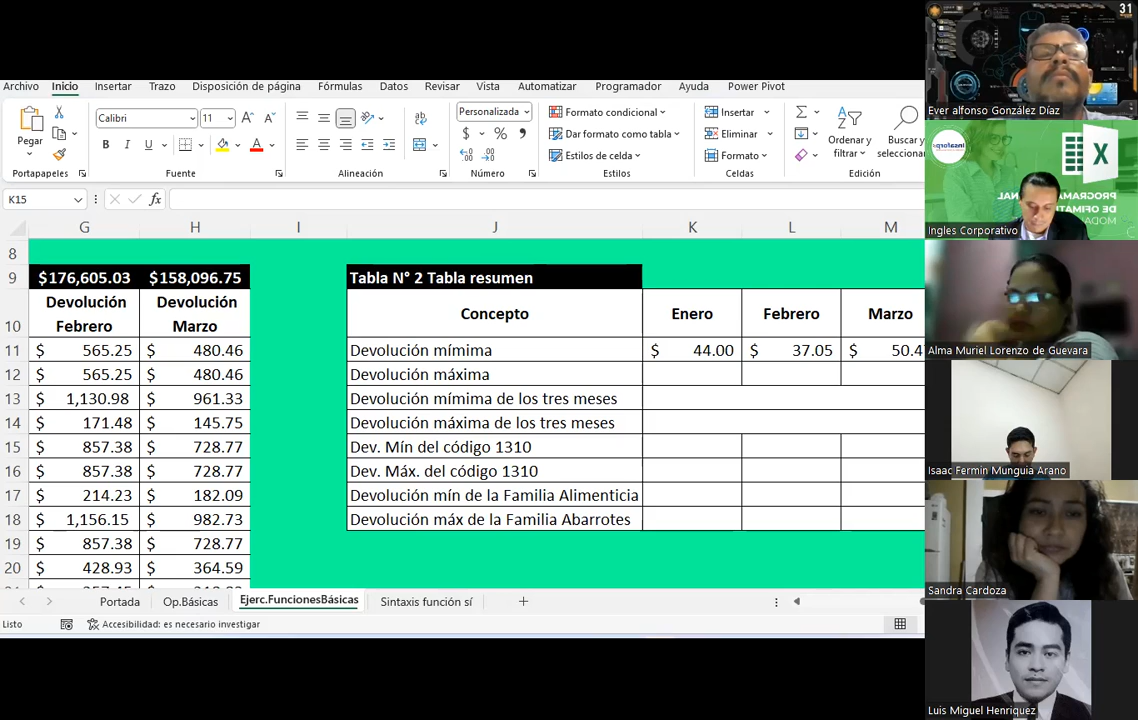 Archivo Inicio Insertar Trazo Disposición de página Fórmulas Datos Revisar Vista Automatizar Programador Ayuda Power Pivot
Pegar
Portapapeles
Calibri 11
N K S
Fuente
Alineación
Personalizada
$ % ,
Número
Formato condicional
Dar formato como tabla
Estilos de celda
Estilos
Insertar
Eliminar
Formato
Celdas
Ordenar y filtrar
Buscar y seleccionar
Edición
K15
fx
G H I J K L M
8
9 $176,605.03 $158,096.75 Tabla N° 2 Tabla resumen
10 Devolución Febrero Devolución Marzo Concepto Enero Febrero Marzo
11 $ 565.25 $ 480.46 Devolución mímima $ 44.00 $ 37.05 $ 50.4
12 $ 565.25 $ 480.46 Devolución máxima
13 $ 1,130.98 $ 961.33 Devolución mímima de los tres meses
14 $ 171.48 $ 145.75 Devolución máxima de los tres meses
15 $ 857.38 $ 728.77 Dev. Mín del código 1310
16 $ 857.38 $ 728.77 Dev. Máx. del código 1310
17 $ 214.23 $ 182.09 Devolución mín de la Familia Alimenticia
18 $ 1,156.15 $ 982.73 Devolución máx de la Familia Abarrotes
19 $ 857.38 $ 728.77
20 $ 428.93 $ 364.59
Portada Op.Básicas Ejerc.FuncionesBásicas Sintaxis función sí
Listo Accesibilidad: es necesario investigar
31
Ever alfonso González Díaz
Ingles Corporativo
Alma Muriel Lorenzo de Guevara
Isaac Fermin Munguia Arano
Sandra Cardoza
Luis Miguel Henriquez